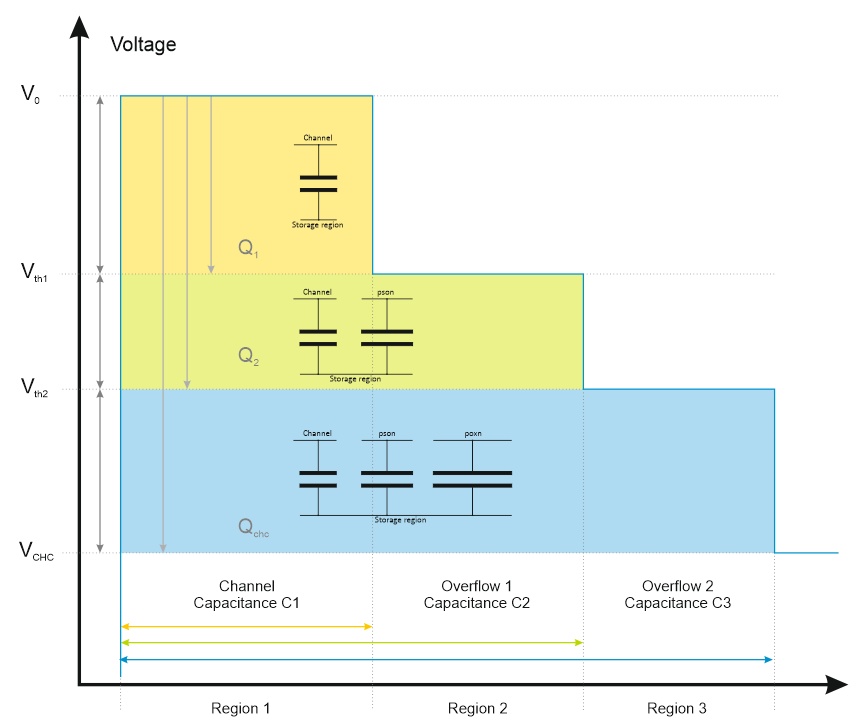 Voltage
V0
Channel
Storage region
Q1
Vth1
Channel pson
Q2
Storage region
Vth2
Channel pson poxn
Storage region
Qchc
VCHC
Channel
Capacitance C1
Overflow 1
Capacitance C2
Overflow 2
Capacitance C3
Region 1
Region 2
Region 3